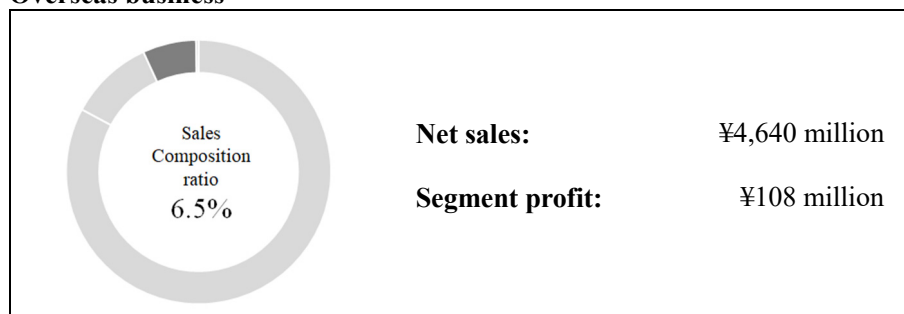 Overseas business
Sales
Composition
ratio
6.5%
Net sales: ¥4,640 million
Segment profit: ¥108 million